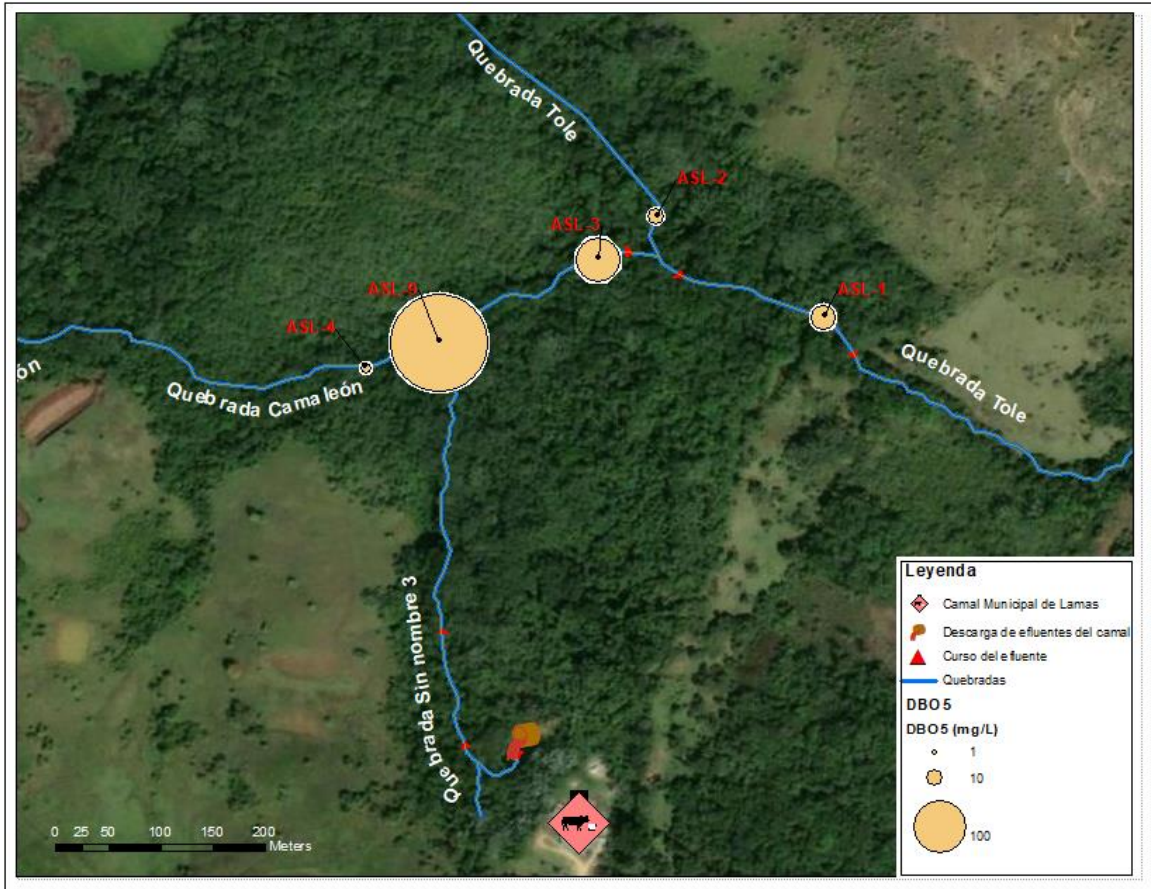 Quebrada Tole
ASL-2
ASL-3
ASL-9
ASL-1
ASL-4
Quebrada Tole
ón
Quebrada Camaleón
Quebrada Sin nombre 3
0 25 50 100 150 200
Meters
Leyenda
Camal Municipal de Lamas
Descarga de efluentes del camal
Curso del efluente
Quebradas
DBO5
DBO5 (mg/L)
1
10
100